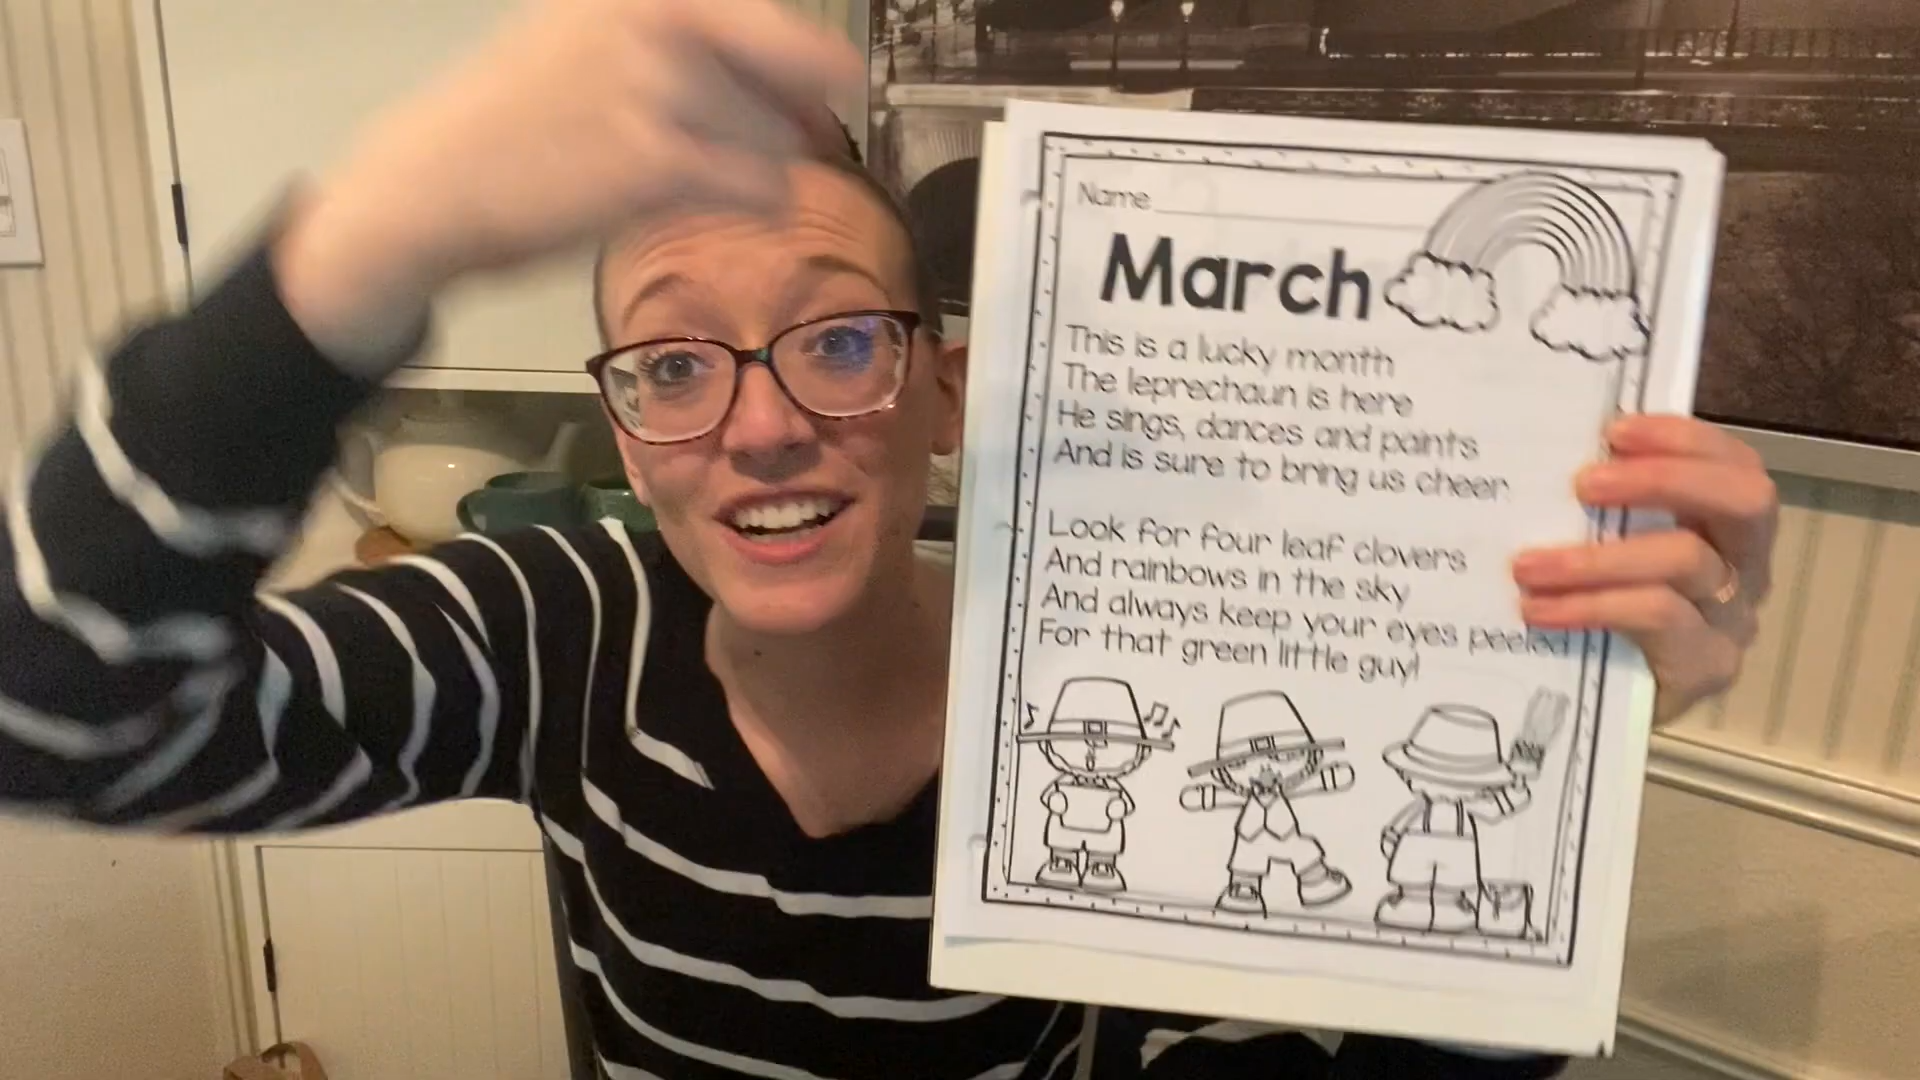 Name
March
This is a lucky month
The leprechaun is here
He sings, dances and paints
And is sure to bring us cheer.
Look for four leaf clovers
And rainbows in the sky
And always keep your eyes peeled
For that green little guy!